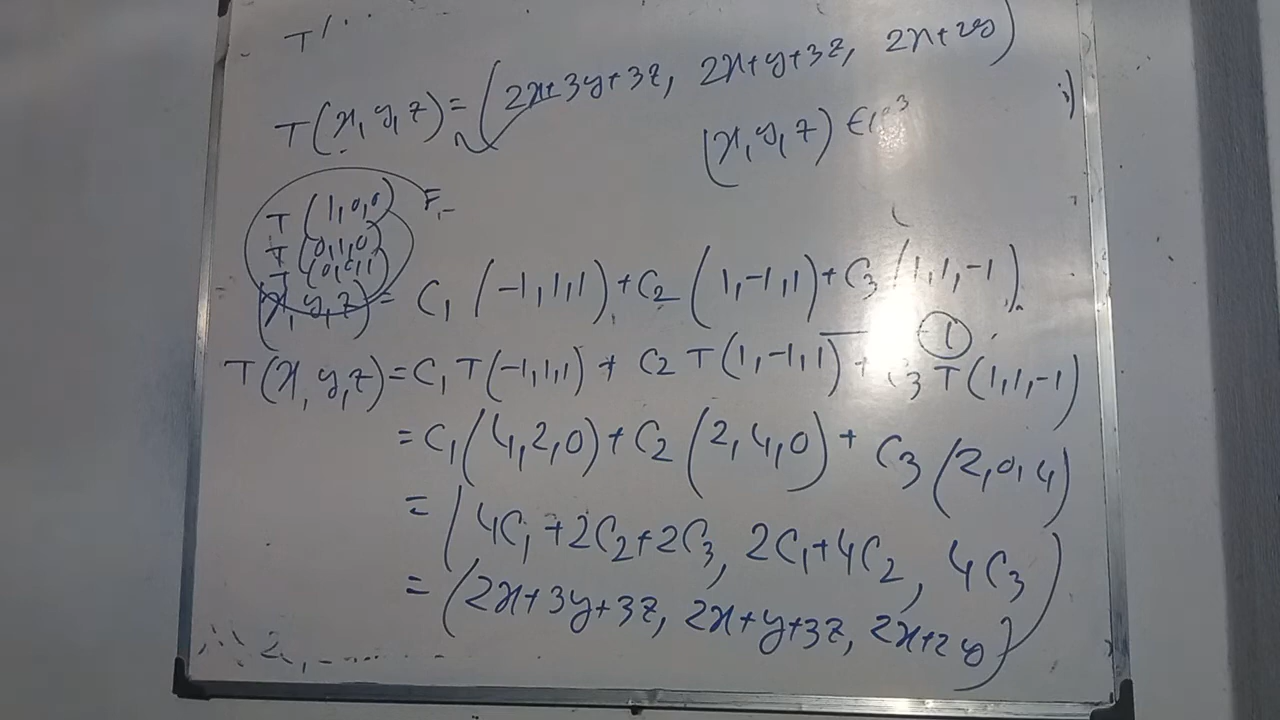 T
T(x, y, z) = (2x+3y+3z, 2x+y+3z, 2x+2y)
(x, y, z) ∈
T(1,0,0)
T(0,1,0)
T(0,0,1)
(x, y, z) = C₁(-1,1,1) + C₂(1,-1,1) + C₃(1,1,-1)
1
T(x, y, z) = C₁T(-1,1,1) + C₂T(1,-1,1) + C₃T(1,1,-1)
= C₁(4,2,0) + C₂(2,4,0) + C₃(2,0,4)
= (4C₁+2C₂+2C₃, 2C₁+4C₂, 4C₃)
= (2x+3y+3z, 2x+y+3z, 2x+2y)